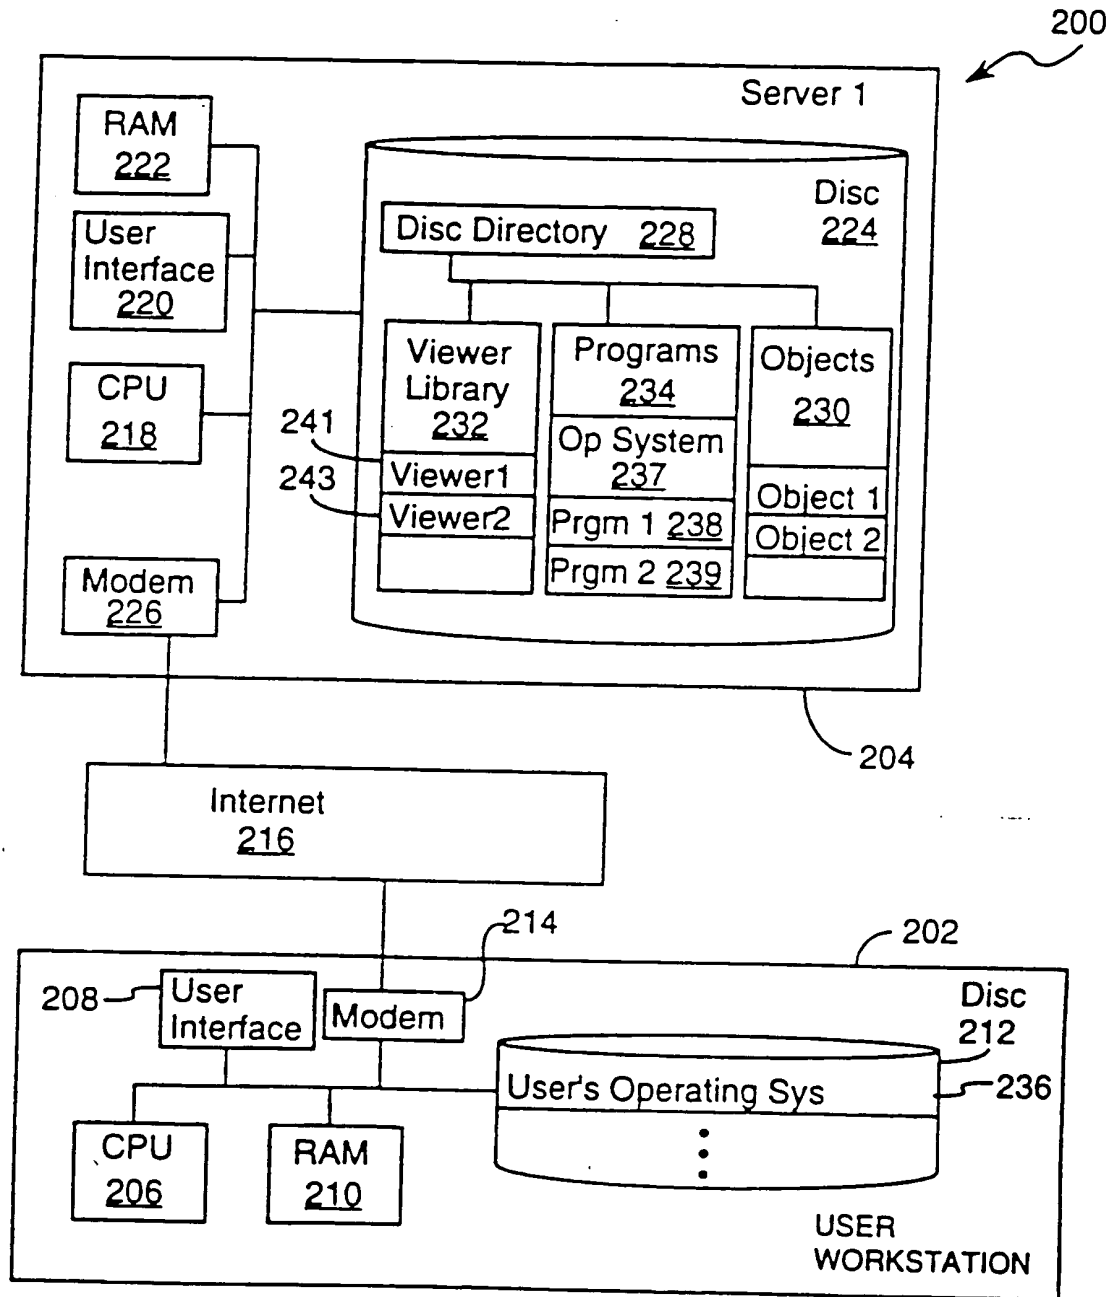 200
Server 1
RAM
222
User
Interface
220
CPU
218
Modem
226
Disc
224
Disc Directory 228
Viewer
Library
232
Viewer1
Viewer2
241
243
Programs
234
Op System
237
Prgm 1 238
Prgm 2 239
Objects
230
Object 1
Object 2
204
Internet
216
214
202
208
User
Interface
Modem
Disc
212
User's Operating Sys
236
CPU
206
RAM
210
USER
WORKSTATION